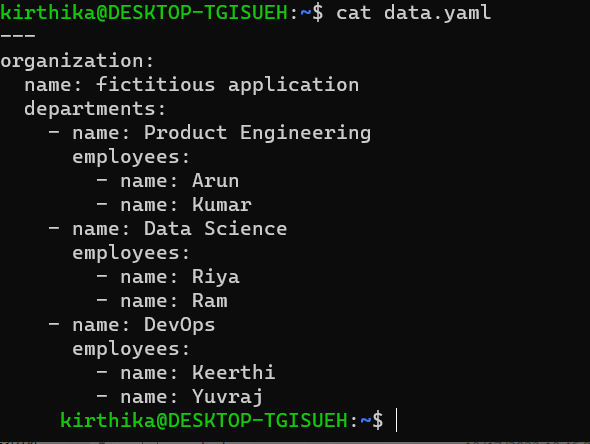 kirthika@DESKTOP-TGISUEH:~$ cat data.yaml
---
organization:
  name: fictitious application
  departments:
    - name: Product Engineering
      employees:
        - name: Arun
        - name: Kumar
    - name: Data Science
      employees:
        - name: Riya
        - name: Ram
    - name: DevOps
      employees:
        - name: Keerthi
        - name: Yuvraj
     kirthika@DESKTOP-TGISUEH:~$